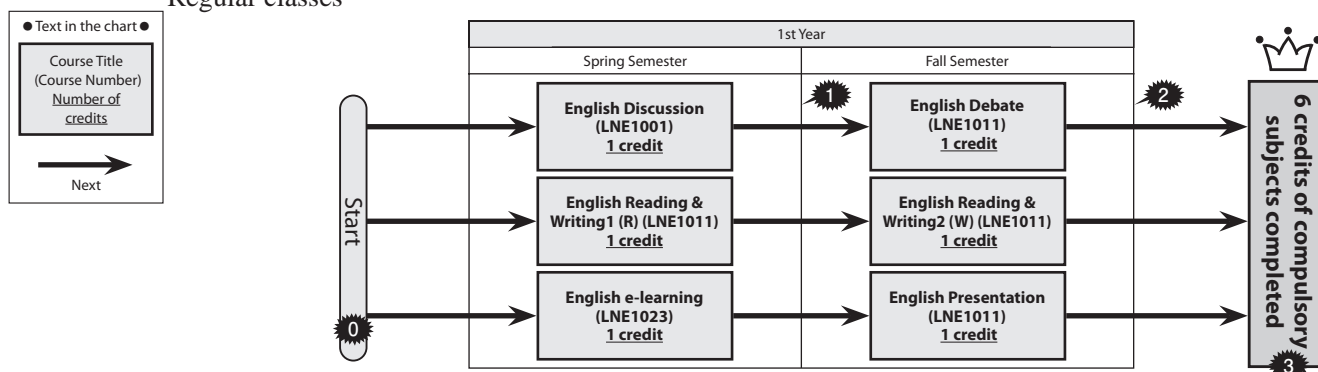 Regular classes
● Text in the chart ●
Course Title
(Course Number)
Number of
credits
Next
1st Year
Spring Semester
Fall Semester
Start
0
English Discussion
(LNE1001)
1 credit
1
English Debate
(LNE1011)
1 credit
2
English Reading &
Writing1 (R) (LNE1011)
1 credit
English Reading &
Writing2 (W) (LNE1011)
1 credit
English e-learning
(LNE1023)
1 credit
English Presentation
(LNE1011)
1 credit
6 credits of compulsory
subjects completed
3